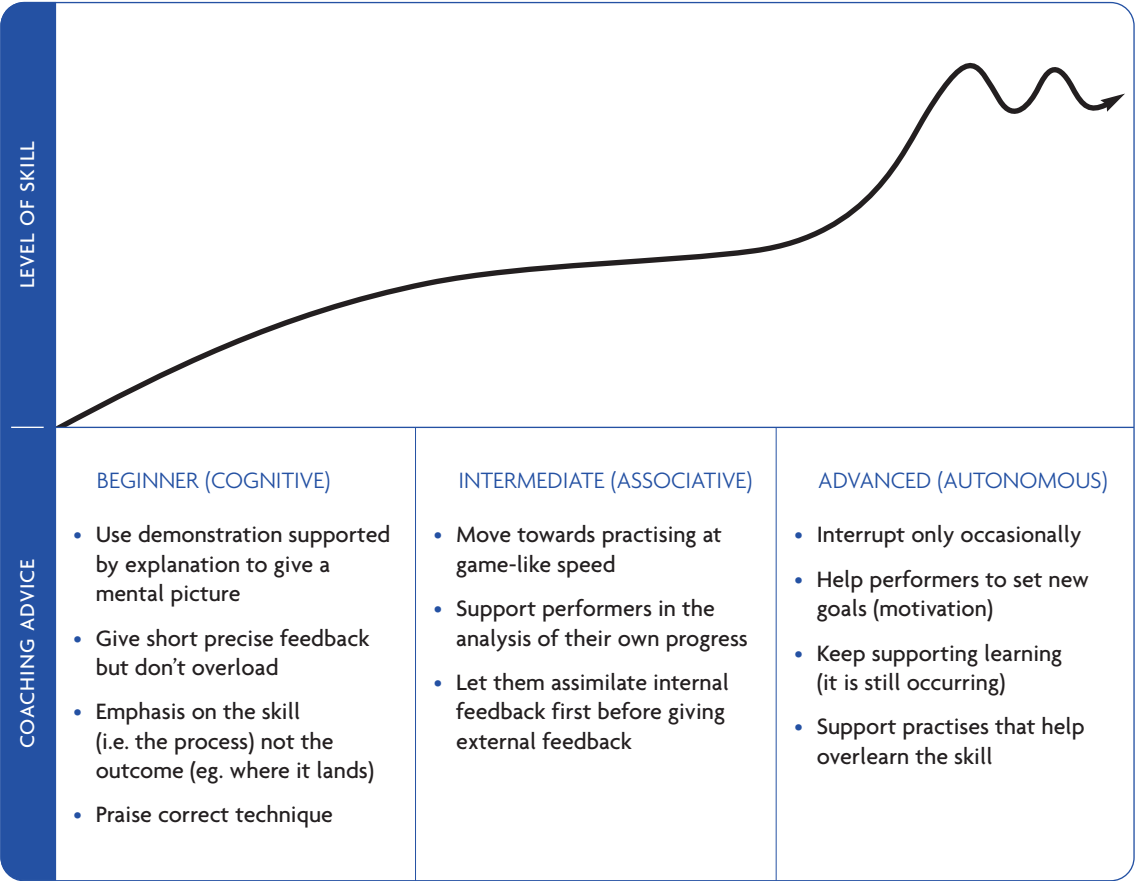 LEVEL OF SKILL
COACHING ADVICE
BEGINNER (COGNITIVE)
• Use demonstration supported
by explanation to give a
mental picture
• Give short precise feedback
but don't overload
• Emphasis on the skill
(i.e. the process) not the
outcome (eg. where it lands)
• Praise correct technique
INTERMEDIATE (ASSOCIATIVE)
• Move towards practising at
game-like speed
• Support performers in the
analysis of their own progress
• Let them assimilate internal
feedback first before giving
external feedback
ADVANCED (AUTONOMOUS)
• Interrupt only occasionally
• Help performers to set new
goals (motivation)
• Keep supporting learning
(it is still occurring)
• Support practises that help
overlearn the skill